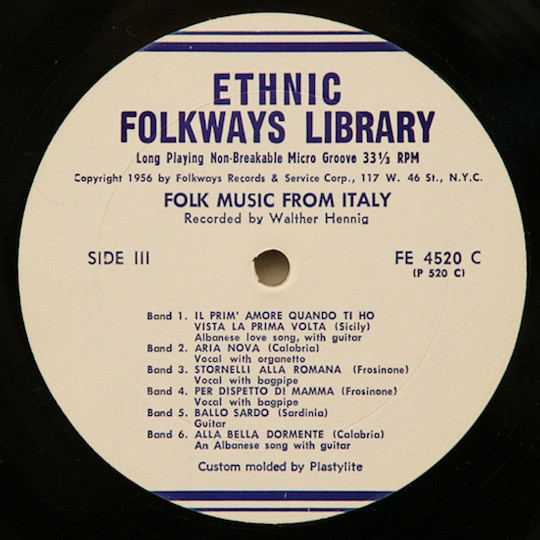 ETHNIC
FOLKWAYS LIBRARY
Long Playing Non-Breakable Micro Groove 33⅓ RPM
Copyright 1956 by Folkways Records & Service Corp., 117 W. 46 St., N.Y.C.
FOLK MUSIC FROM ITALY
Recorded by Walther Hennig
SIDE III
FE 4520 C
(P 520 C)
Band 1. IL PRIM' AMORE QUANDO TI HO
VISTA LA PRIMA VOLTA (Sicily)
Albanese love song, with guitar
Band 2. ARIA NOVA (Calabria)
Vocal with organetto
Band 3. STORNELLI ALLA ROMANA (Frosinone)
Vocal with bagpipe
Band 4. PER DISPETTO DI MAMMA (Frosinone)
Vocal with bagpipe
Band 5. BALLO SARDO (Sardinia)
Guitar
Band 6. ALLA BELLA DORMENTE (Calabria)
An Albanese song with guitar
Custom molded by Plastylite